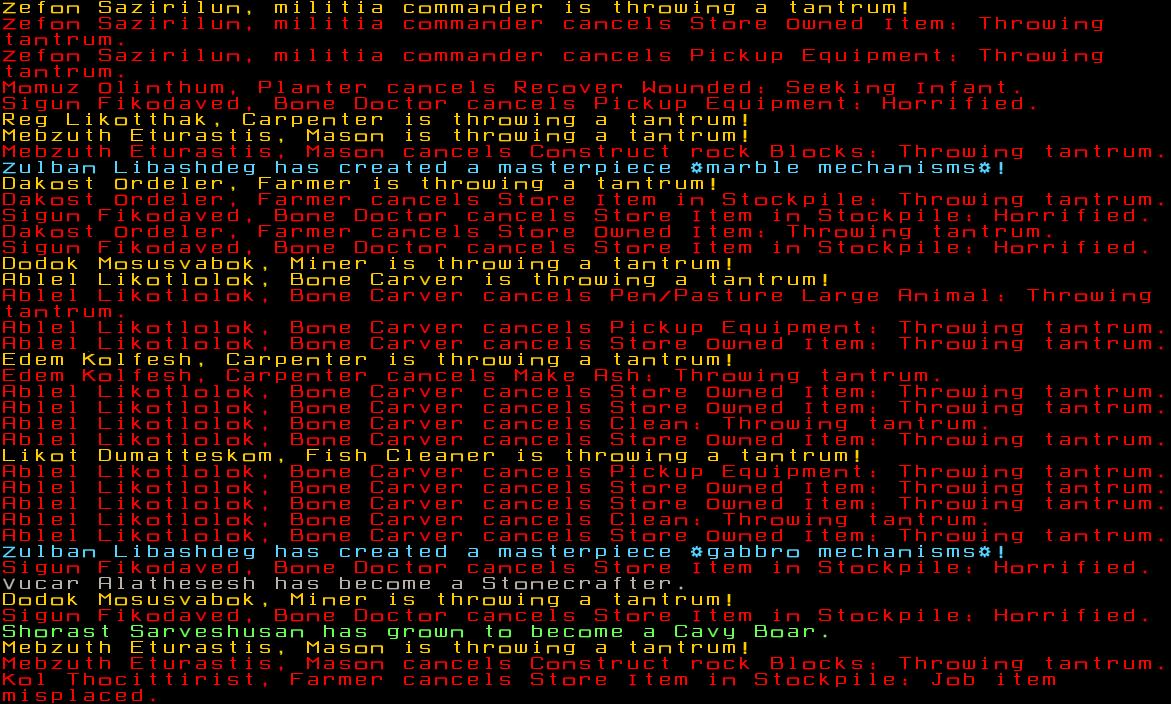 Zefon Sazirilun, militia commander is throwing a tantrum!
Zefon Sazirilun, militia commander cancels Store Owned Item: Throwing
tantrum.
Zefon Sazirilun, militia commander cancels Pickup Equipment: Throwing
tantrum.
Momuz Olinthum, Planter cancels Recover Wounded: Seeking Infant.
Sigun Fikodaved, Bone Doctor cancels Pickup Equipment: Horrified.
Reg Likotthak, Carpenter is throwing a tantrum!
Mebzuth Eturastis, Mason is throwing a tantrum!
Mebzuth Eturastis, Mason cancels Construct rock Blocks: Throwing tantrum.
Zulban Libashdeg has created a masterpiece ☼marble mechanisms☼!
Dakost Ordeler, Farmer is throwing a tantrum!
Dakost Ordeler, Farmer cancels Store Item in Stockpile: Throwing tantrum.
Sigun Fikodaved, Bone Doctor cancels Store Item in Stockpile: Horrified.
Dakost Ordeler, Farmer cancels Store Owned Item: Throwing tantrum.
Sigun Fikodaved, Bone Doctor cancels Store Item in Stockpile: Horrified.
Dodok Mosusvabok, Miner is throwing a tantrum!
Ablel Likotlolok, Bone Carver is throwing a tantrum!
Ablel Likotlolok, Bone Carver cancels Pen/Pasture Large Animal: Throwing
tantrum.
Ablel Likotlolok, Bone Carver cancels Pickup Equipment: Throwing tantrum.
Ablel Likotlolok, Bone Carver cancels Store Owned Item: Throwing tantrum.
Edem Kolfesh, Carpenter is throwing a tantrum!
Edem Kolfesh, Carpenter cancels Make Ash: Throwing tantrum.
Ablel Likotlolok, Bone Carver cancels Store Owned Item: Throwing tantrum.
Ablel Likotlolok, Bone Carver cancels Store Owned Item: Throwing tantrum.
Ablel Likotlolok, Bone Carver cancels Clean: Throwing tantrum.
Ablel Likotlolok, Bone Carver cancels Store Owned Item: Throwing tantrum.
Likot Dumatteskom, Fish Cleaner is throwing a tantrum!
Ablel Likotlolok, Bone Carver cancels Pickup Equipment: Throwing tantrum.
Ablel Likotlolok, Bone Carver cancels Store Owned Item: Throwing tantrum.
Ablel Likotlolok, Bone Carver cancels Store Owned Item: Throwing tantrum.
Ablel Likotlolok, Bone Carver cancels Clean: Throwing tantrum.
Ablel Likotlolok, Bone Carver cancels Store Owned Item: Throwing tantrum.
Zulban Libashdeg has created a masterpiece ☼gabbro mechanisms☼!
Sigun Fikodaved, Bone Doctor cancels Store Item in Stockpile: Horrified.
Vucar Alathesesh has become a Stonecrafter.
Dodok Mosusvabok, Miner is throwing a tantrum!
Sigun Fikodaved, Bone Doctor cancels Store Item in Stockpile: Horrified.
Shorast Sarveshusan has grown to become a Cavy Boar.
Mebzuth Eturastis, Mason is throwing a tantrum!
Mebzuth Eturastis, Mason cancels Construct rock Blocks: Throwing tantrum.
Kol Thocittirist, Farmer cancels Store Item in Stockpile: Job item
misplaced.